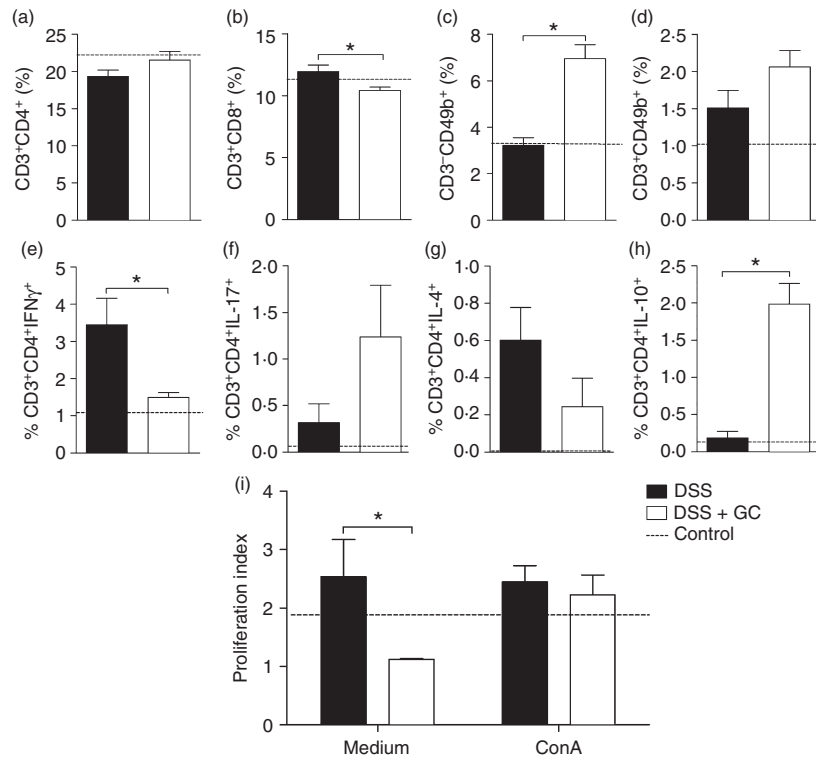 (a)
CD3⁺CD4⁺ (%)
25
20
15
10
5
0
(b)
CD3⁺CD8⁺ (%)
15
10
5
0
*
(c)
CD3⁻CD49b⁺ (%)
8
6
4
2
0
*
(d)
CD3⁺CD49b⁺ (%)
2·5
2·0
1·5
1·0
0·5
0·0
(e)
% CD3⁺CD4⁺IFNγ⁺
5
4
3
2
1
0
*
(f)
% CD3⁺CD4⁺IL-17⁺
2·0
1·5
1·0
0·5
0·0
(g)
% CD3⁺CD4⁺IL-4⁺
1·0
0·8
0·6
0·4
0·2
0·0
(h)
% CD3⁺CD4⁺IL-10⁺
2·5
2·0
1·5
1·0
0·5
0·0
*
(i)
Proliferation index
4
3
2
1
0
*
Medium
ConA
DSS
DSS + GC
Control